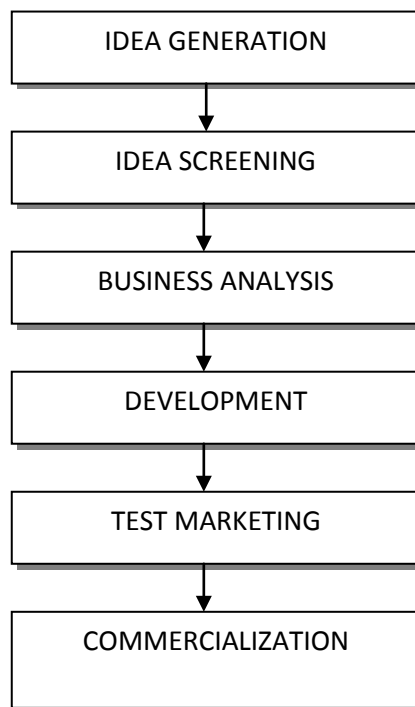 IDEA GENERATION
IDEA SCREENING
BUSINESS ANALYSIS
DEVELOPMENT
TEST MARKETING
COMMERCIALIZATION